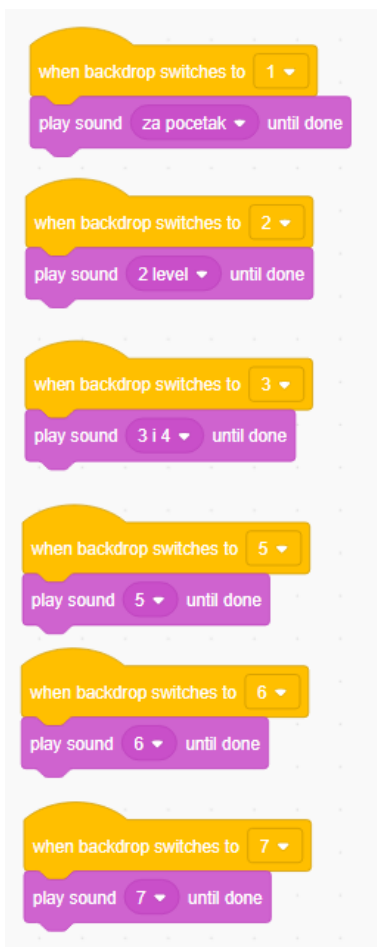 when backdrop switches to 1
play sound za pocetak until done
when backdrop switches to 2
play sound 2 level until done
when backdrop switches to 3
play sound 3 i 4 until done
when backdrop switches to 5
play sound 5 until done
when backdrop switches to 6
play sound 6 until done
when backdrop switches to 7
play sound 7 until done